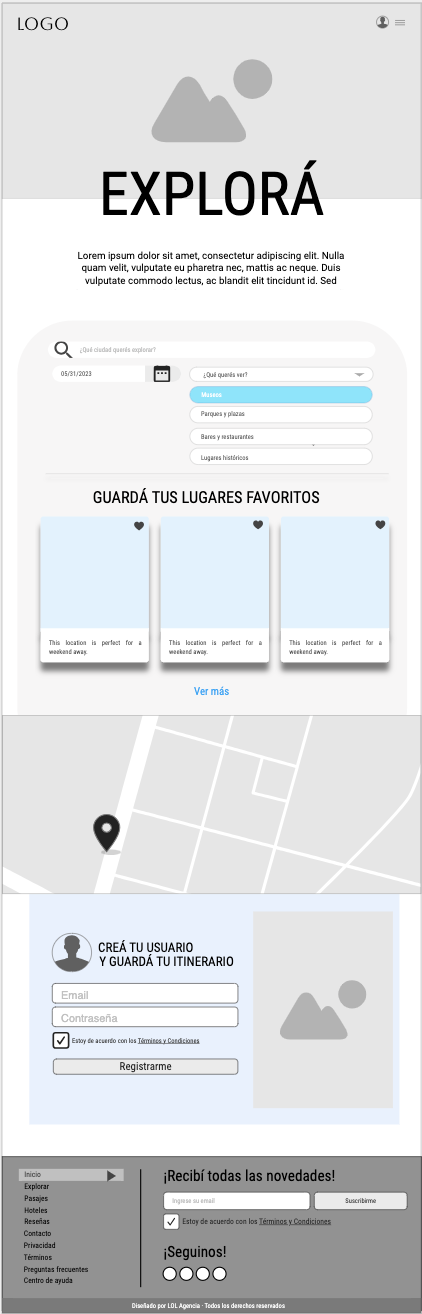 LOGO
EXPLORÁ
Lorem ipsum dolor sit amet, consectetur adipiscing elit. Nulla
quam velit, vulputate eu pharetra nec, mattis ac neque. Duis
vulputate commodo lectus, ac blandit elit tincidunt id. Sed
¿Qué ciudad querés explorar?
05/31/2023
¿Qué querés ver?
Museos
Parques y plazas
Bares y restaurantes
Lugares históricos
GUARDÁ TUS LUGARES FAVORITOS
This location is perfect for a
weekend away.
This location is perfect for a
weekend away.
This location is perfect for a
weekend away.
Ver más
CREÁ TU USUARIO
Y GUARDÁ TU ITINERARIO
Email
Contraseña
Estoy de acuerdo con los Términos y Condiciones
Registrarme
Inicio
Explorar
Pasajes
Hoteles
Reseñas
Contacto
Privacidad
Términos
Preguntas frecuentes
Centro de ayuda
¡Recibí todas las novedades!
Ingrese su email
Suscribirme
Estoy de acuerdo con los Términos y Condiciones
¡Seguinos!
Diseñado por LOL Agencia - Todos los derechos reservados